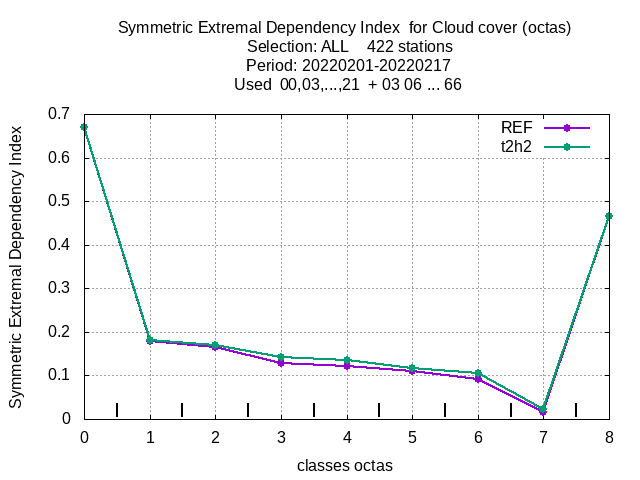 Symmetric Extremal Dependency Index  for Cloud cover (octas)
Selection: ALL    422 stations
Period: 20220201-20220217
Used  00,03,...,21  + 03 06 ... 66
REF
t2h2
Symmetric Extremal Dependency Index
0.7
0.6
0.5
0.4
0.3
0.2
0.1
0
0 1 2 3 4 5 6 7 8
classes octas